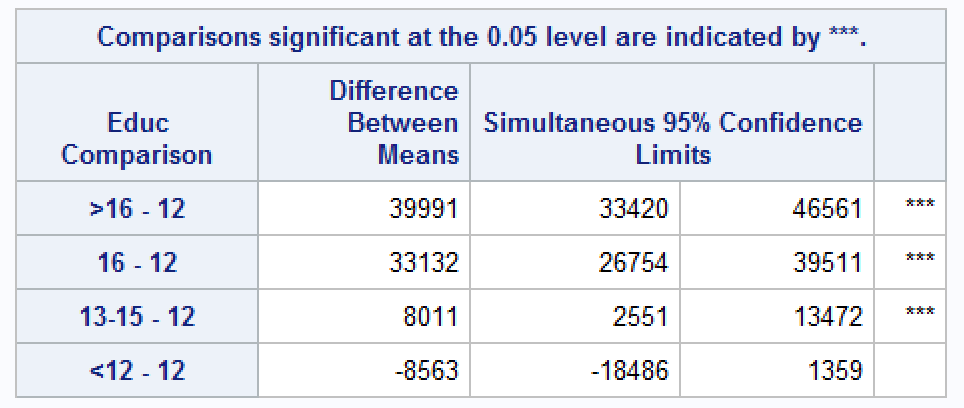 Comparisons significant at the 0.05 level are indicated by ***.
Educ Comparison Difference Between Means Simultaneous 95% Confidence Limits
>16 - 12 39991 33420 46561 ***
16 - 12 33132 26754 39511 ***
13-15 - 12 8011 2551 13472 ***
<12 - 12 -8563 -18486 1359